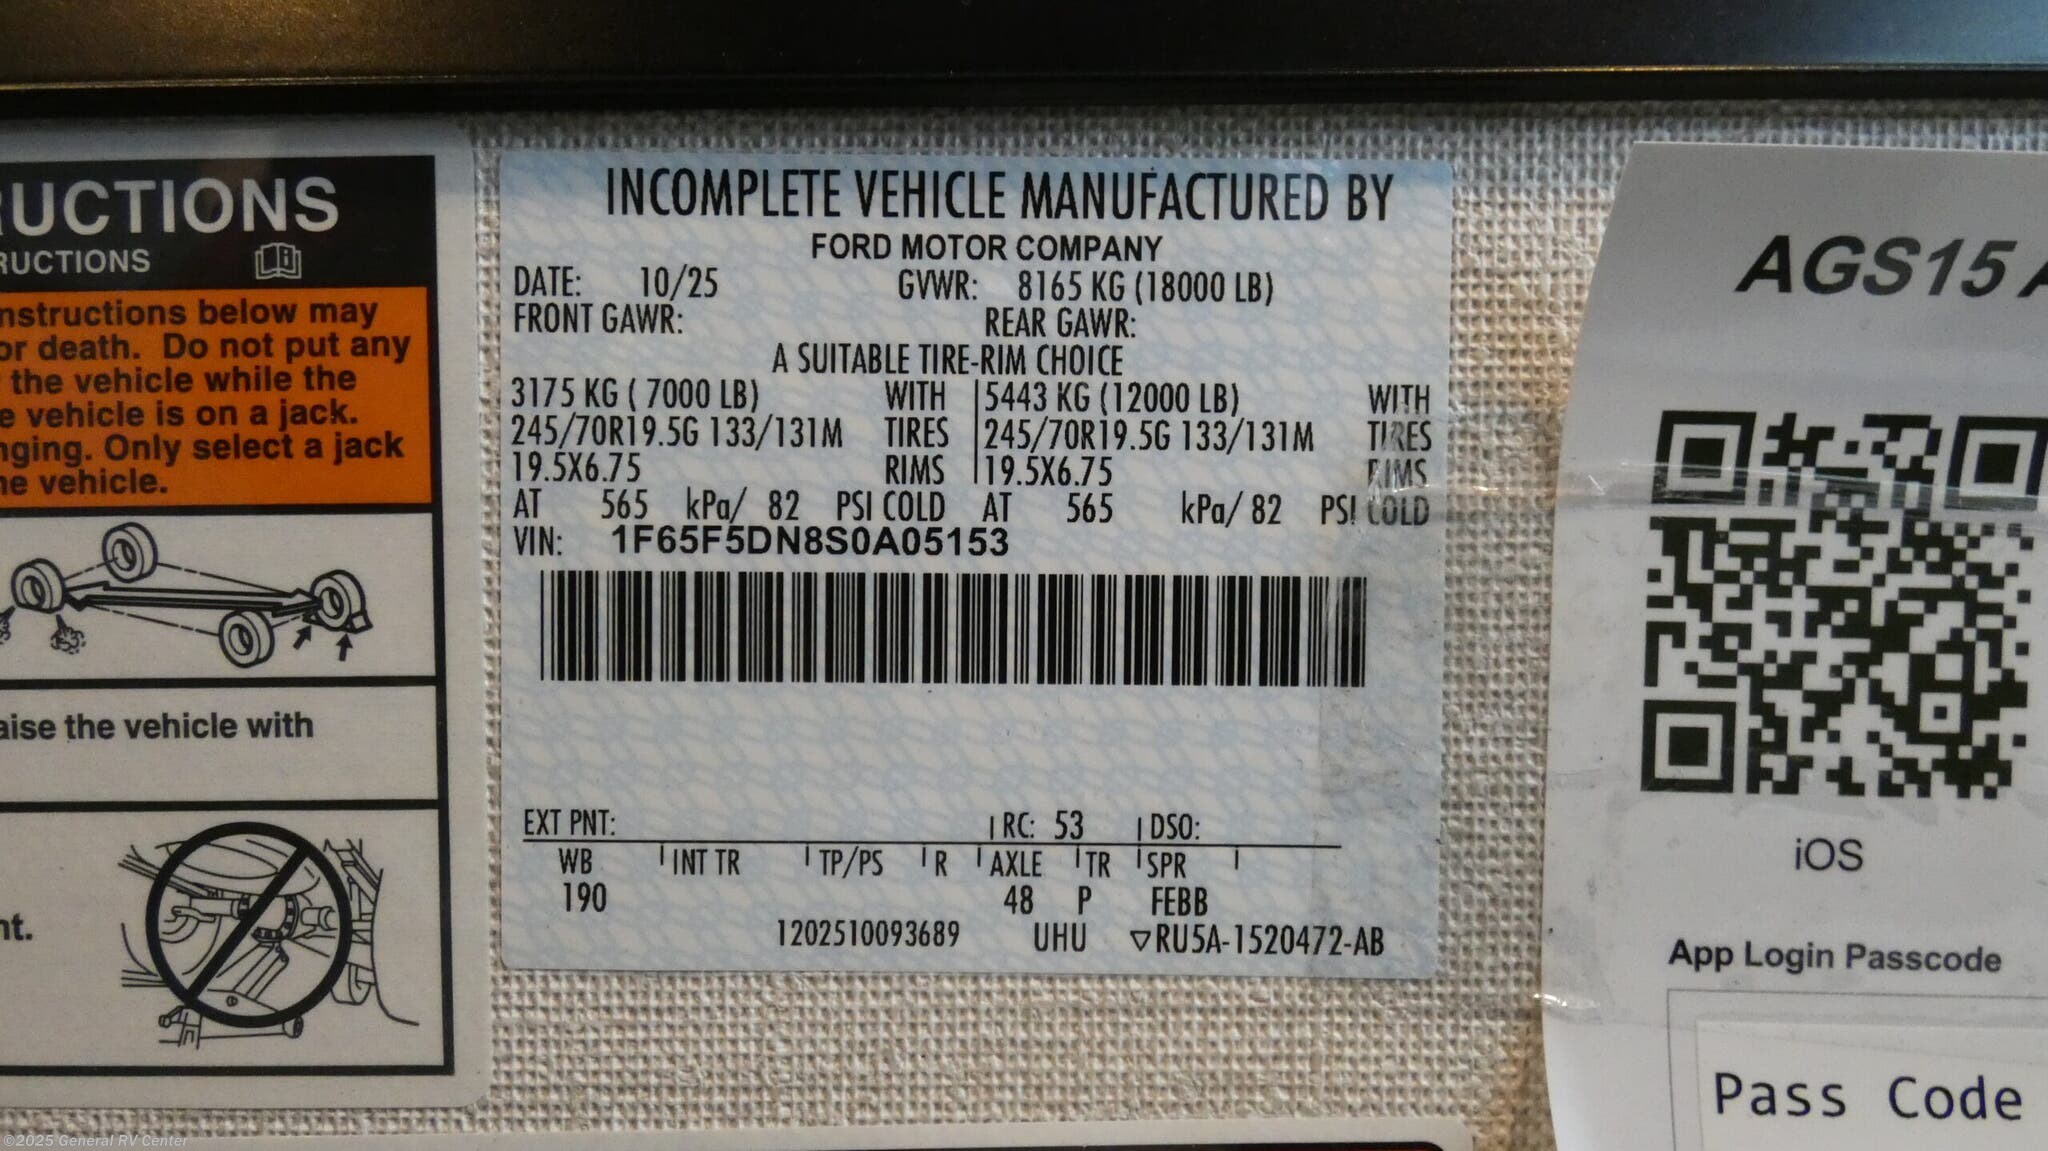 RUCTIONS
RUCTIONS
nstructions below may
or death. Do not put any
the vehicle while the
e vehicle is on a jack.
nging. Only select a jack
he vehicle.
aise the vehicle with
nt.
INCOMPLETE VEHICLE MANUFACTURED BY
FORD MOTOR COMPANY
DATE: 10/25 GVWR: 8165 KG (18000 LB)
FRONT GAWR: REAR GAWR:
A SUITABLE TIRE-RIM CHOICE
3175 KG ( 7000 LB) WITH 5443 KG (12000 LB) WITH
245/70R19.5G 133/131M TIRES 245/70R19.5G 133/131M TIRES
19.5X6.75 RIMS 19.5X6.75 RIMS
AT 565 kPa/ 82 PSI COLD AT 565 kPa/ 82 PSI COLD
VIN: 1F65F5DN8S0A05153
EXT PNT: RC: 53 DSO:
WB INT TR TP/PS R AXLE TR SPR
190 48 P FEBB
1202510093689 UHU ▽RU5A-1520472-AB
AGS15 A
iOS
App Login Passcode
Pass Code
©2025 General RV Center